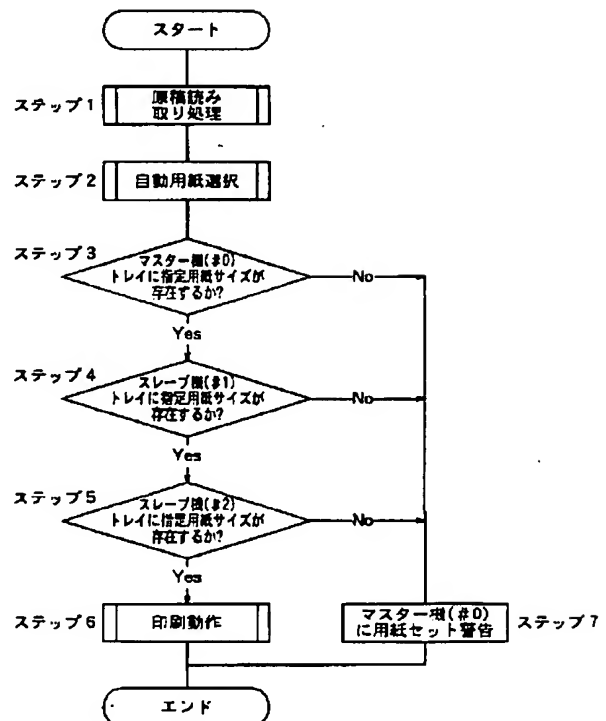 スタート
ステップ1
原稿読み
取り処理
ステップ2
自動用紙選択
ステップ3
マスター機(#0)
トレイに指定用紙サイズが
存在するか?
No
Yes
ステップ4
スレーブ機(#1)
トレイに指定用紙サイズが
存在するか?
No
Yes
ステップ5
スレーブ機(#2)
トレイに指定用紙サイズが
存在するか?
No
Yes
ステップ6
印刷動作
マスター機(#0)
に用紙セット警告
ステップ7
エンド